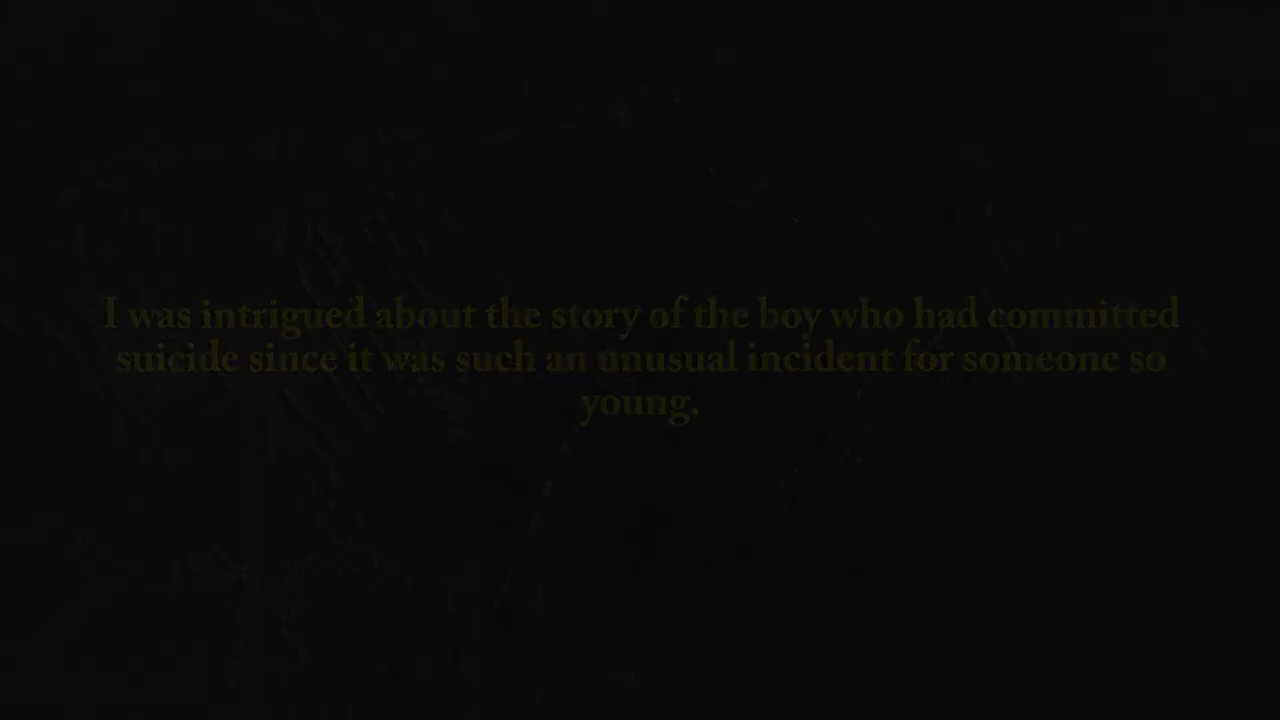 I was intrigued about the story of the boy who had committed
suicide since it was such an unusual incident for someone so
young.